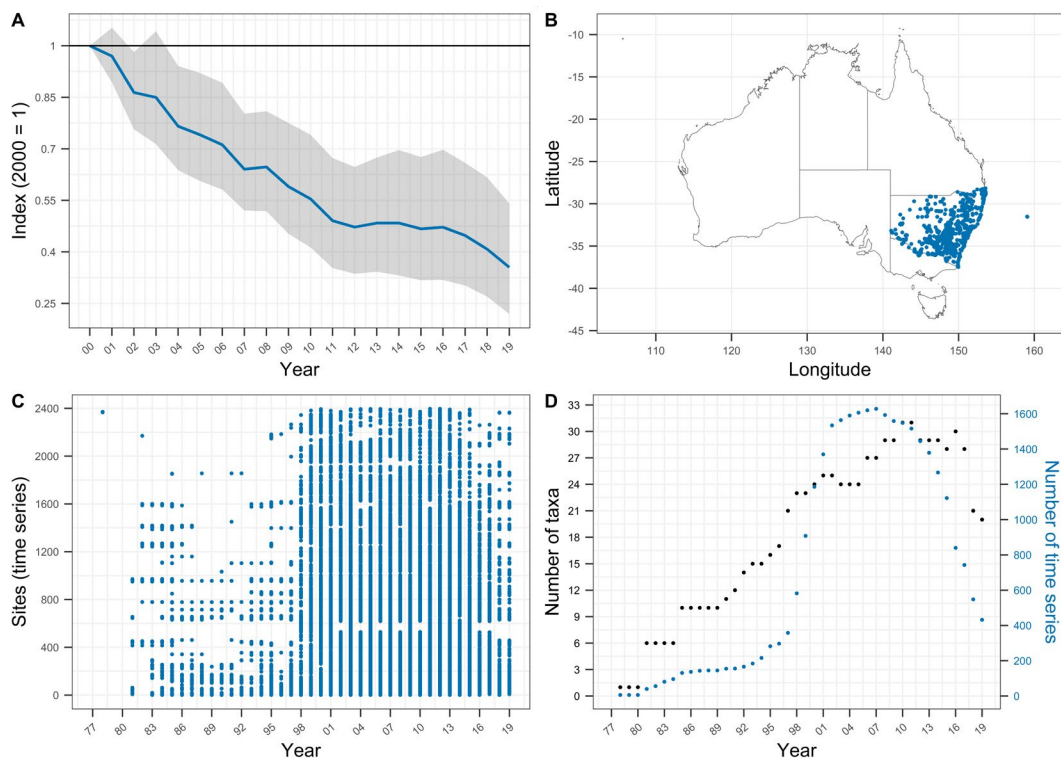 A
Index (2000 = 1)
1
0.85
0.7
0.55
0.4
0.25
00 01 02 03 04 05 06 07 08 09 10 11 12 13 14 15 16 17 18 19
Year
B
Latitude
-10
-15
-20
-25
-30
-35
-40
-45
110 120 130 140 150 160
Longitude
C
Sites (time series)
2400
2000
1600
1200
800
400
0
77 80 83 86 89 92 95 98 01 04 07 10 13 16 19
Year
D
Number of taxa
33
30
27
24
21
18
15
12
9
6
3
0
77 80 83 86 89 92 95 98 01 04 07 10 13 16 19
Year
1600
1400
1200
1000
800
600
400
200
0
Number of time series